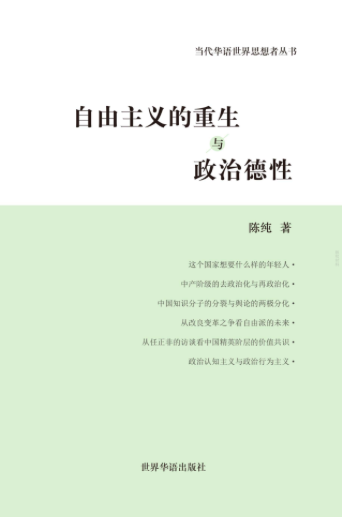 当代华语世界思想者丛书
自由主义的重生
与
政治德性
陈纯 著
这个国家想要什么样的年轻人•
中产阶级的去政治化与再政治化•
中国知识分子的分裂与舆论的两极分化•
从改良变革之争看自由派的未来•
从任正非的访谈看中国精英阶层的价值共识•
政治认知主义与政治行为主义•
世界华语出版社